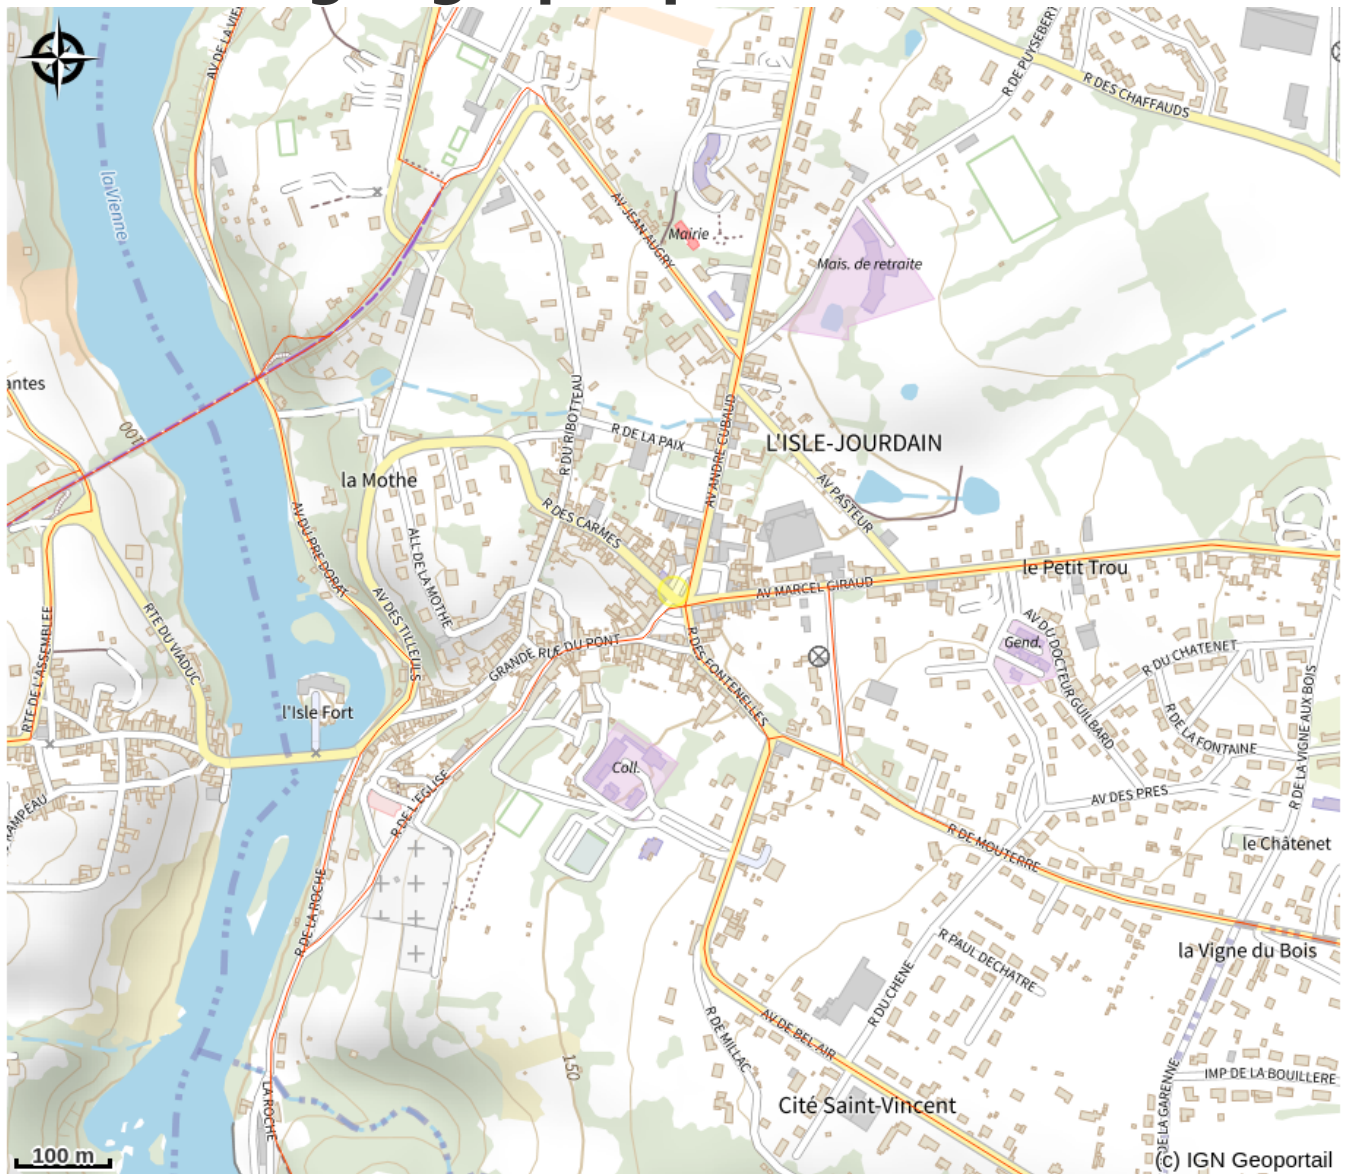 AV DE LA VIE
la Vienne
R DE PUYSEBERT
R DES CHAFFAUDS
AV JEAN AUGRY
Mairie
Mais. de retraite
antes
100
R DU RIBOTTEAU
R DE LA PAIX
AV ANDRE CUBAUD
L'ISLE-JOURDAIN
la Mothe
AV PASTEUR
R DES CARMES
AV DU PRE DORAT
ALL DE LA MOTHE
AV DES TILLEULS
AV MARCEL GIRAUD
le Petit Trou
RTE DE L'ASSEMBLEE
RTE DU VIADUC
GRANDE RUE DU PONT
R DES FONTENELLES
Gend.
AV DU DOCTEUR GUILBARD
R DU CHATENET
R DE LA FONTAINE
R DE LA VIGNE AUX BOIS
l'Isle Fort
Coll.
RAMPEAU
R DE L'EGLISE
AV DES PRES
R DE MOUTERRE
le Châtenet
R DE LA ROCHE
R PAUL DECHATRE
la Vigne du Bois
R DU CHENE
R DE MILLAC
AV DE BEL AIR
150
LA ROCHE
Cité Saint-Vincent
IMP DE LA BOUILLERE
DE LA GARENNE
100 m
(c) IGN Geoportail